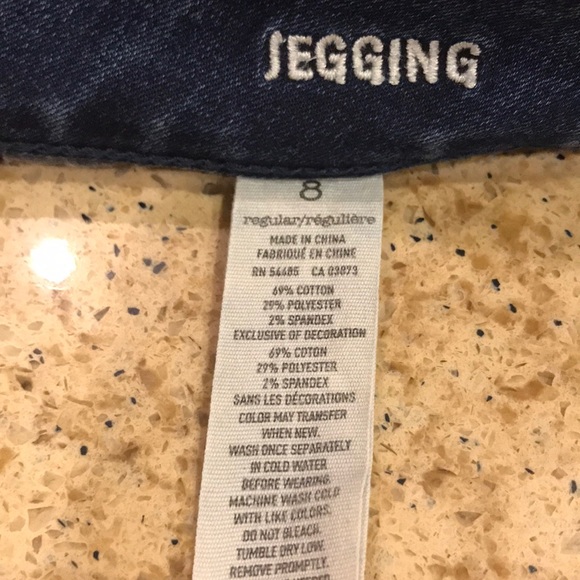 JEGGING
8
regular/régulière
MADE IN CHINA
FABRIQUÉ EN CHINE
RN 54485 CA 03873
69% COTTON
29% POLYESTER
2% SPANDEX
EXCLUSIVE OF DECORATION
69% COTON
29% POLYESTER
2% SPANDEX
SANS LES DÉCORATIONS
COLOR MAY TRANSFER
WHEN NEW.
WASH ONCE SEPARATELY
IN COLD WATER
BEFORE WEARING.
MACHINE WASH COLD
WITH LIKE COLORS.
DO NOT BLEACH.
TUMBLE DRY LOW.
REMOVE PROMPTLY.